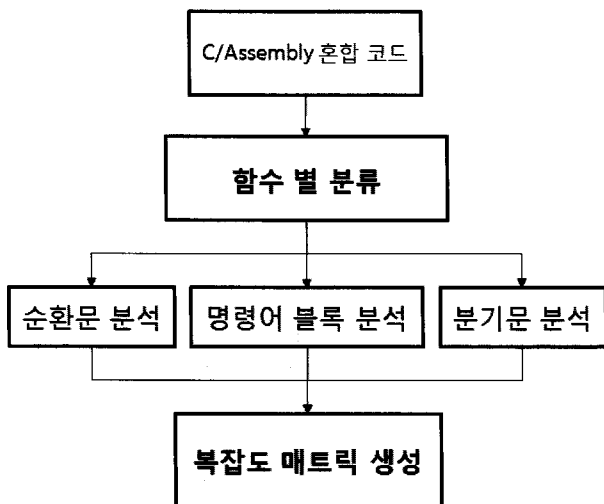 C/Assembly 혼합 코드
함수 별 분류
순환문 분석
명령어 블록 분석
분기문 분석
복잡도 매트릭 생성